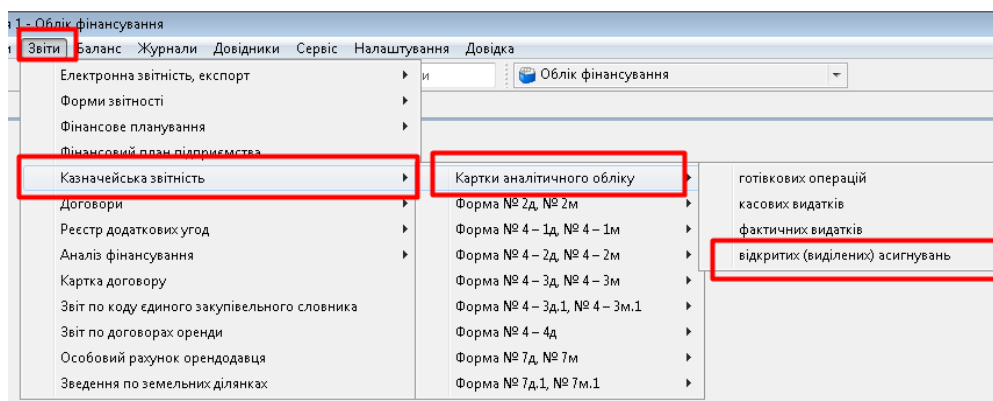 1 - Облік фінансування
Звіти Баланс Журнали Довідники Сервіс Налаштування Довідка
Електронна звітність, експорт
Облік фінансування
Форми звітності
Фінансове планування
Фінансовий план підприємства
Казначейська звітність
Картки аналітичного обліку
готівкових операцій
Договори
Форма № 2д, № 2м
касових видатків
Реєстр додаткових угод
Форма № 4 – 1д, № 4 – 1м
фактичних видатків
Аналіз фінансування
Форма № 4 – 2д, № 4 – 2м
відкритих (виділених) асигнувань
Картка договору
Форма № 4 – 3д, № 4 – 3м
Звіт по коду єдиного закупівельного словника
Форма № 4 – 3д.1, № 4 – 3м.1
Звіт по договорах оренди
Форма № 4 – 4д
Особовий рахунок орендодавця
Форма № 7д, № 7м
Зведення по земельних ділянках
Форма № 7д.1, № 7м.1